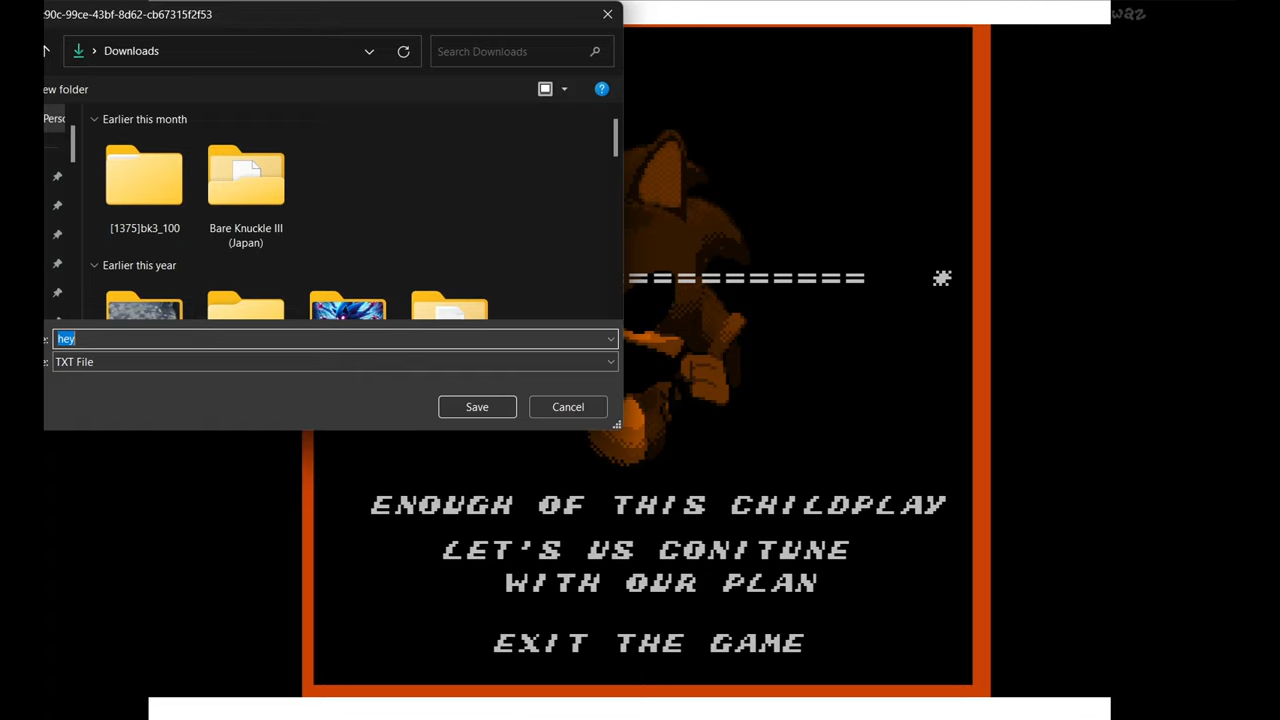 90c-99ce-43bf-8d62-cb67315f2f53
waz
Downloads
Search Downloads
ew folder
Perso
Earlier this month
[1375]bk3_100
Bare Knuckle III
(Japan)
Earlier this year
============ *
hey
TXT File
Save
Cancel
ENOUGH OF THIS CHILDPLAY
LET'S US CONITUNE
WITH OUR PLAN
EXIT THE GAME